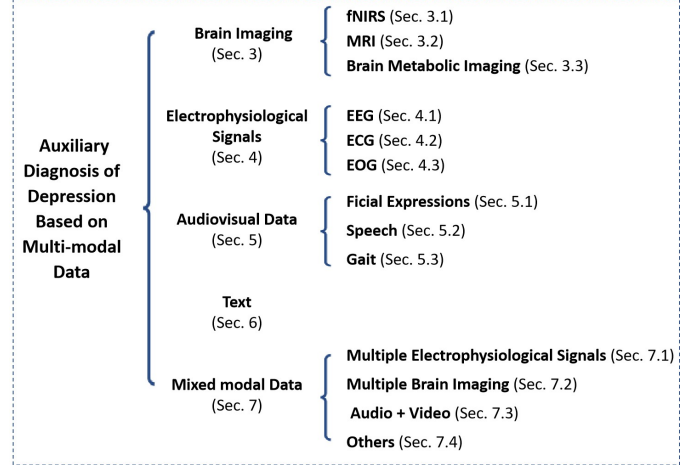 Auxiliary
Diagnosis of
Depression
Based on
Multi-modal
Data
Brain Imaging
(Sec. 3)
fNIRS (Sec. 3.1)
MRI (Sec. 3.2)
Brain Metabolic Imaging (Sec. 3.3)
Electrophysiological
Signals
(Sec. 4)
EEG (Sec. 4.1)
ECG (Sec. 4.2)
EOG (Sec. 4.3)
Audiovisual Data
(Sec. 5)
Ficial Expressions (Sec. 5.1)
Speech (Sec. 5.2)
Gait (Sec. 5.3)
Text
(Sec. 6)
Mixed modal Data
(Sec. 7)
Multiple Electrophysiological Signals (Sec. 7.1)
Multiple Brain Imaging (Sec. 7.2)
Audio + Video (Sec. 7.3)
Others (Sec. 7.4)